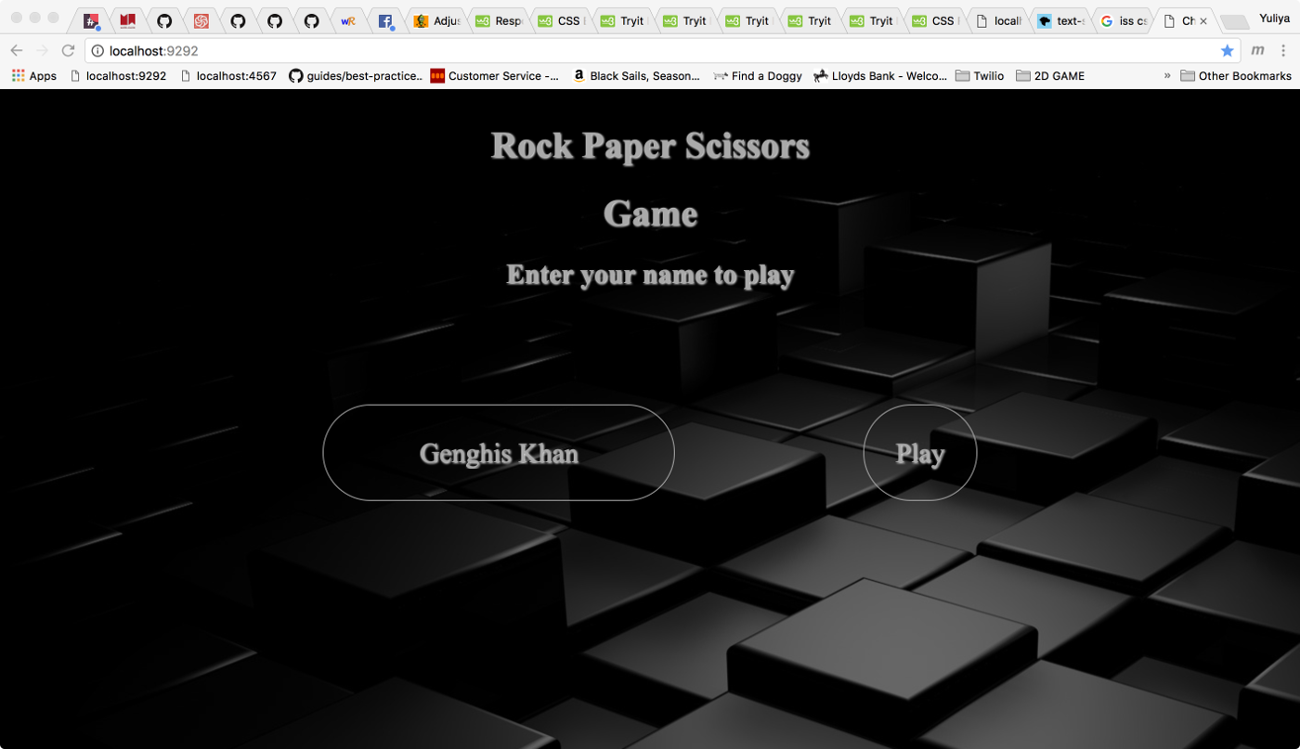 Adju
Resp
CSS
Tryit
Tryit
Tryit
Tryit
Tryit
CSS
locall
text-s
iss cs
Ch
Yuliya
localhost:9292
Apps
localhost:9292
localhost:4567
guides/best-practice..
Customer Service -...
Black Sails, Season...
Find a Doggy
Lloyds Bank - Welco...
Twilio
2D GAME
»
Other Bookmarks
Rock Paper Scissors
Game
Enter your name to play
Genghis Khan
Play